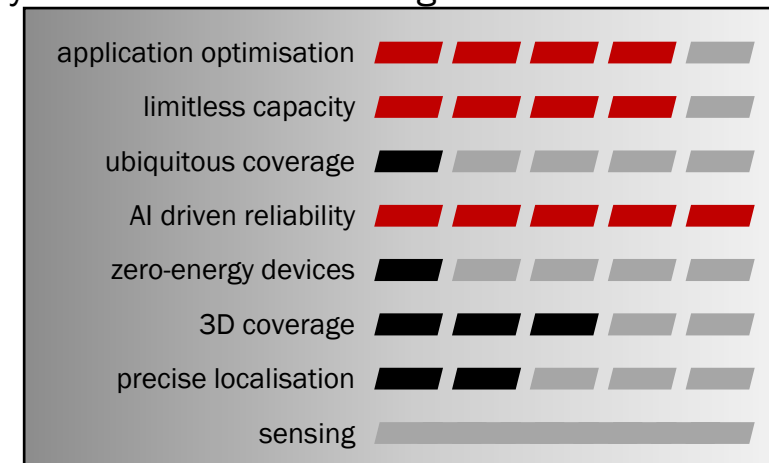 application optimisation
limitless capacity
ubiquitous coverage
AI driven reliability
zero-energy devices
3D coverage
precise localisation
sensing